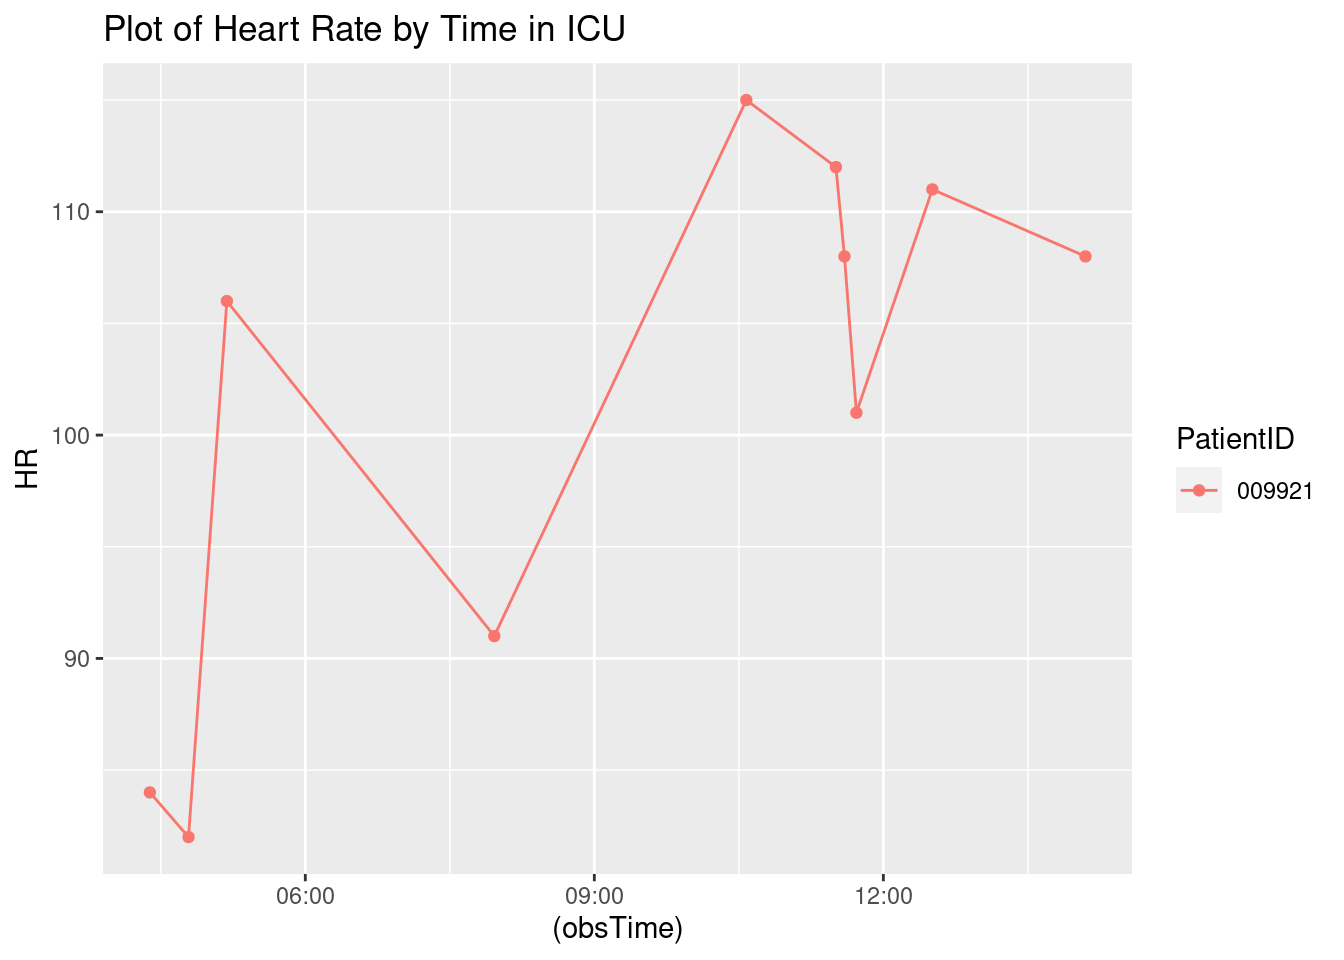 Plot of Heart Rate by Time in ICU
110
100
90
HR
06:00 09:00 12:00
(obsTime)
PatientID
009921